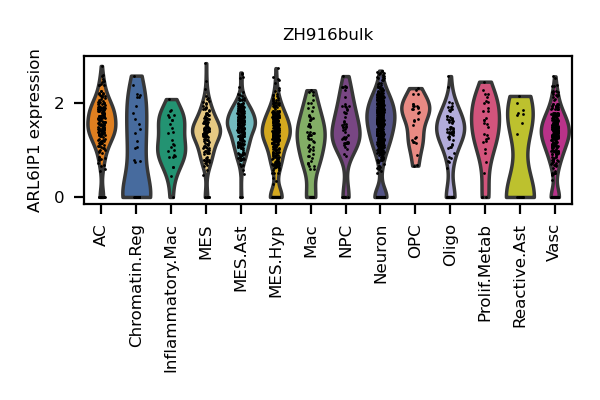 ZH916bulk
ARL6IP1 expression
2
0
AC
Chromatin.Reg
Inflammatory.Mac
MES
MES.Ast
MES.Hyp
Mac
NPC
Neuron
OPC
Oligo
Prolif.Metab
Reactive.Ast
Vasc